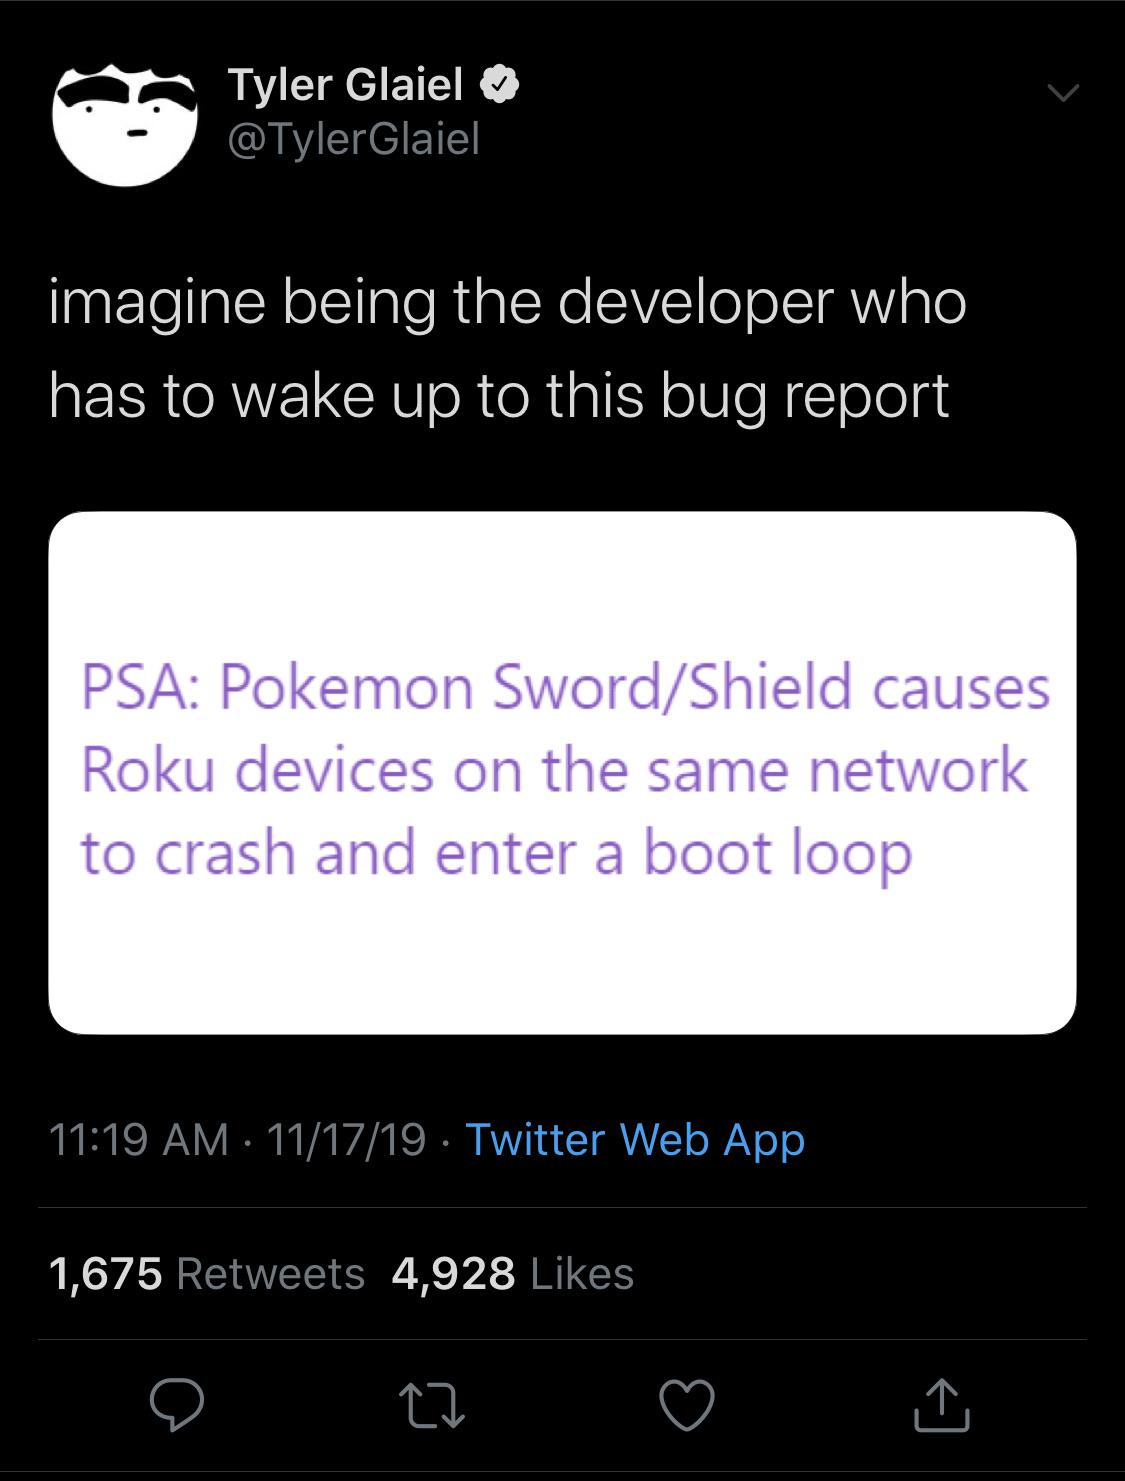 Tyler Glaiel
@TylerGlaiel
imagine being the developer who
has to wake up to this bug report
PSA: Pokemon Sword/Shield causes
Roku devices on the same network
to crash and enter a boot loop
11:19 AM · 11/17/19 · Twitter Web App
1,675 Retweets 4,928 Likes